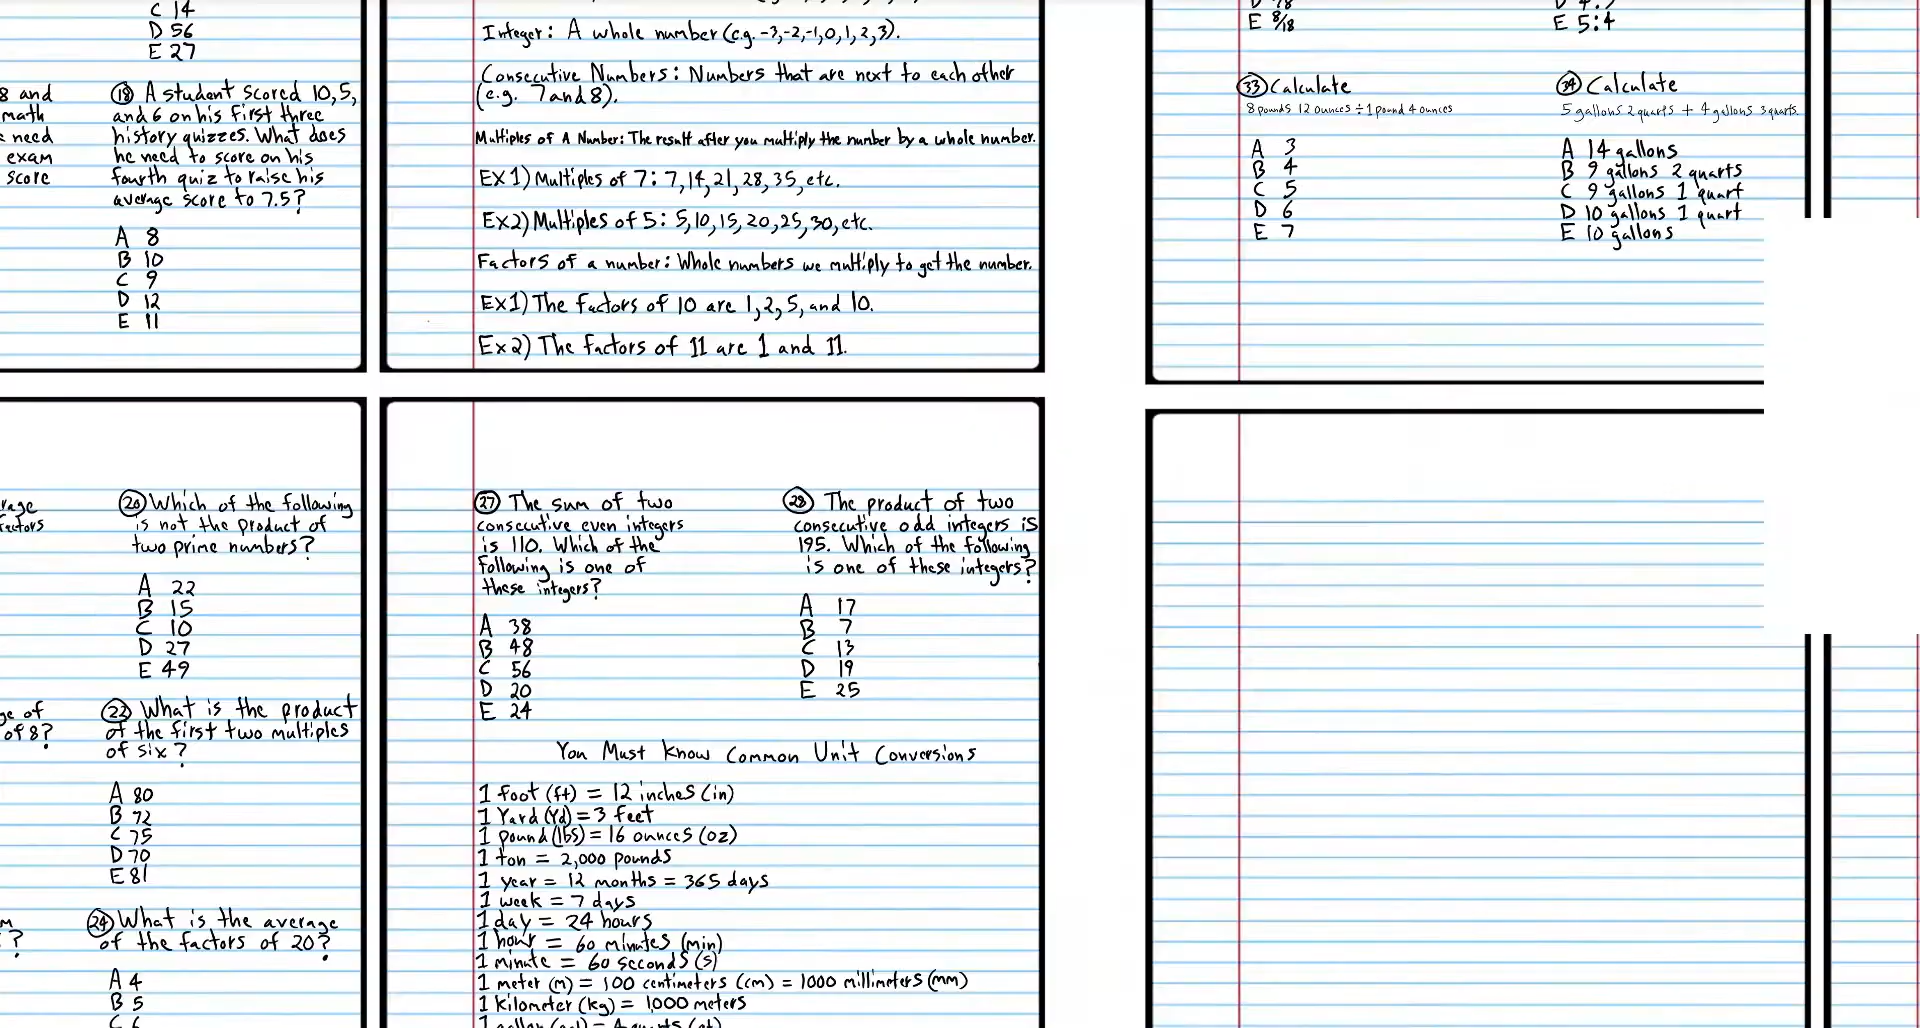 C 14
D 56
E 27
8 and
math
need
exam
score
18 A student scored 10, 5,
and 6 on his first three
history quizzes. What does
he need to score on his
fourth quiz to raise his
average score to 7.5?
A 8
B 10
C 9
D 12
E 11
Integer: A whole number (e.g. -3,-2,-1,0,1,2,3).
Consecutive Numbers: Numbers that are next to each other
(e.g. 7 and 8).
Multiples of A Number: The result after you multiply the number by a whole number.
EX1) Multiples of 7: 7,14,21,28,35,etc.
Ex2) Multiples of 5: 5,10,15,20,25,30,etc.
Factors of a number: Whole numbers we multiply to get the number.
EX1) The factors of 10 are 1,2,5, and 10.
Ex2) The factors of 11 are 1 and 11.
E 8/18
E 5:4
33 Calculate
8 pounds 12 ounces ÷ 1 pound 4 ounces
A 3
B 4
C 5
D 6
E 7
34 Calculate
5 gallons 2 quarts + 4 gallons 3 quarts.
A 14 gallons
B 9 gallons 2 quarts
C 9 gallons 1 quart
D 10 gallons 1 quart
E 10 gallons
20 Which of the following
is not the product of
two prime numbers?
A 22
B 15
C 10
D 27
E 49
of 8?
22 What is the product
of the first two multiples
of six?
A 80
B 72
C 75
D 70
E 81
24 What is the average
of the factors of 20?
A 4
B 5
27 The sum of two
consecutive even integers
is 110. Which of the
following is one of
these integers?
A 38
B 48
C 56
D 20
E 24
28 The product of two
consecutive odd integers is
195. Which of the following
is one of these integers?
A 17
B 7
C 13
D 19
E 25
You Must Know Common Unit Conversions
1 foot (ft) = 12 inches (in)
1 Yard (Yd) = 3 feet
1 pound (lbs) = 16 ounces (oz)
1 ton = 2,000 pounds
1 year = 12 months = 365 days
1 week = 7 days
1 day = 24 hours
1 hour = 60 minutes (min)
1 minute = 60 seconds (s)
1 meter (m) = 100 centimeters (cm) = 1000 millimeters (mm)
1 Kilometer (kg) = 1,000 meters